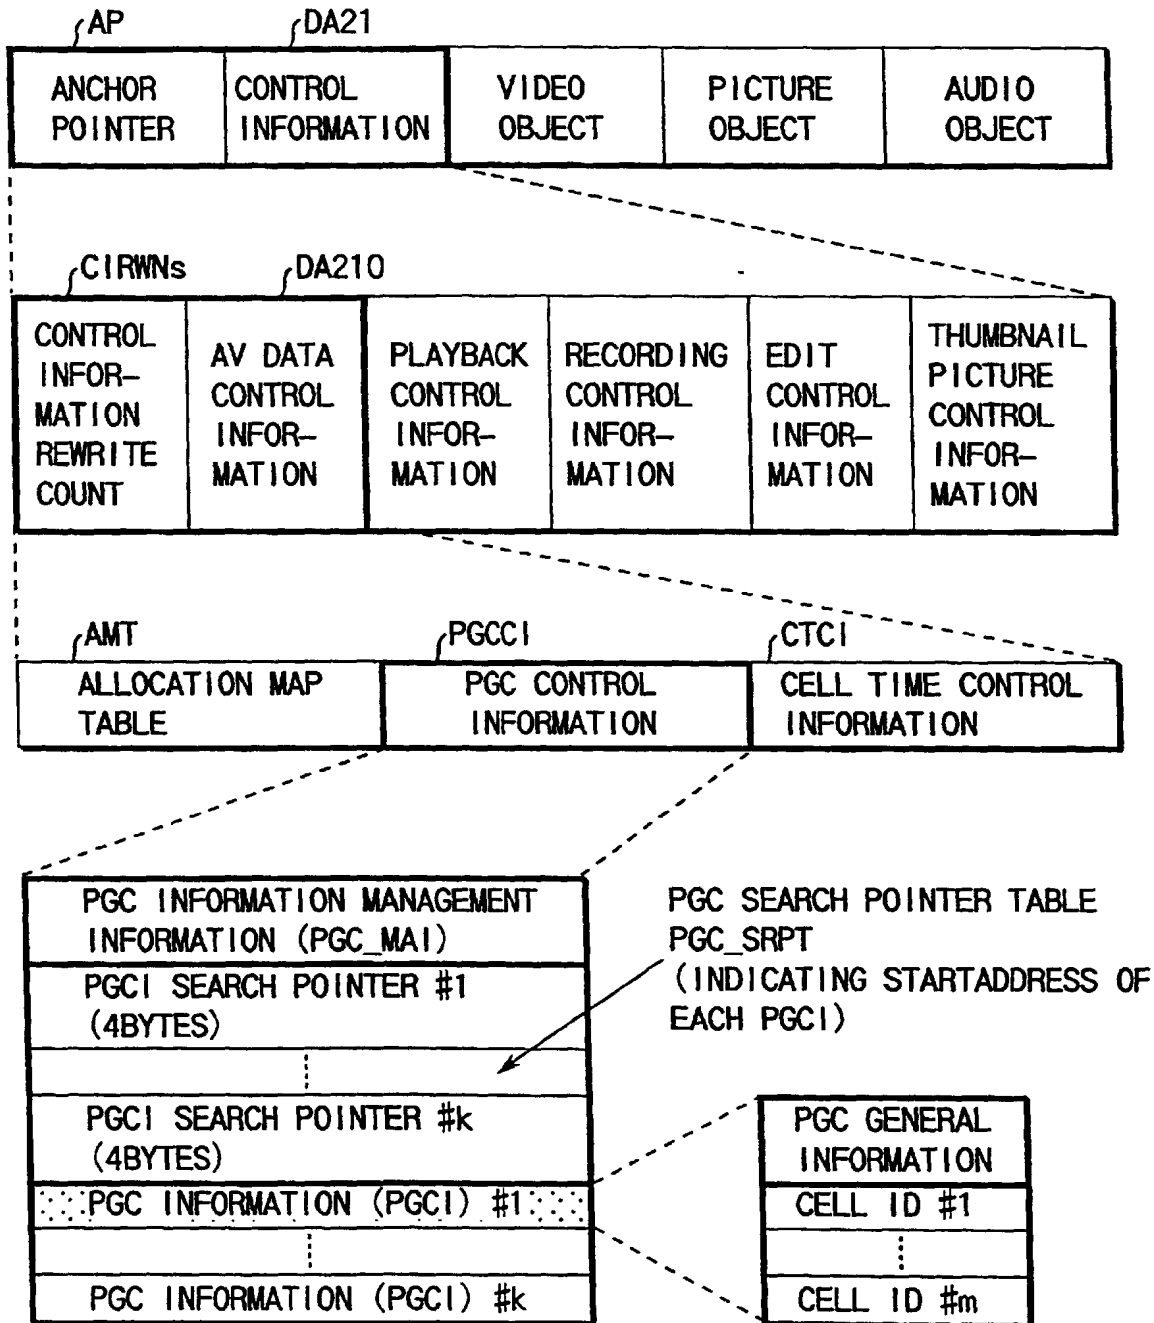 AP
DA21
ANCHOR
POINTER
CONTROL
INFORMATION
VIDEO
OBJECT
PICTURE
OBJECT
AUDIO
OBJECT
CIRWNs
DA210
CONTROL
INFOR-
MATION
REWRITE
COUNT
AV DATA
CONTROL
INFOR-
MATION
PLAYBACK
CONTROL
INFOR-
MATION
RECORDING
CONTROL
INFOR-
MATION
EDIT
CONTROL
INFOR-
MATION
THUMBNAIL
PICTURE
CONTROL
INFOR-
MATION
AMT
PGCCI
CTCI
ALLOCATION MAP
TABLE
PGC CONTROL
INFORMATION
CELL TIME CONTROL
INFORMATION
PGC INFORMATION MANAGEMENT
INFORMATION (PGC_MAI)
PGCI SEARCH POINTER #1
(4BYTES)
PGCI SEARCH POINTER #k
(4BYTES)
PGC INFORMATION (PGCI) #1
PGC INFORMATION (PGCI) #k
PGC SEARCH POINTER TABLE
PGC_SRPT
(INDICATING STARTADDRESS OF
EACH PGCI)
PGC GENERAL
INFORMATION
CELL ID #1
CELL ID #m